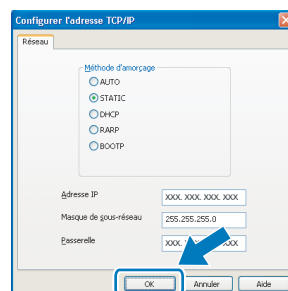 Configurer l'adresse TCP/IP
Réseau
Méthode d'amorçage
AUTO
STATIC
DHCP
RARP
BOOTP
Adresse IP XXX. XXX. XXX. XXX
Masque de sous-réseau 255.255.255.0
Passerelle XXX.
OK Annuler Aide